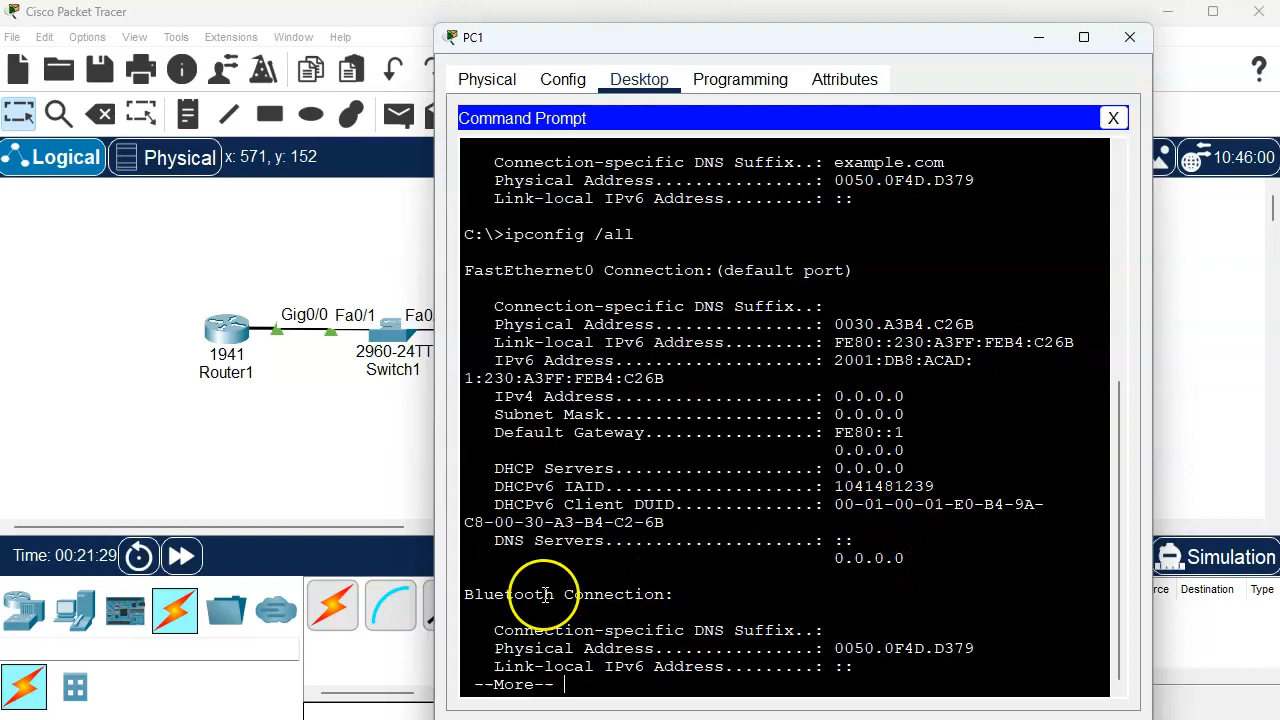 Cisco Packet Tracer
File Edit Options View Tools Extensions Window Help
Logical
Physical
x: 571, y: 152
10:46:00
Gig0/0
Fa0/1
1941
Router1
2960-24TT
Switch1
Time: 00:21:29
Simulation
Destination
Type
PC1
Physical Config Desktop Programming Attributes
Command Prompt
X
Connection-specific DNS Suffix..: example.com
Physical Address................: 0050.0F4D.D379
Link-local IPv6 Address.........: ::
C:\>ipconfig /all
FastEthernet0 Connection:(default port)
Connection-specific DNS Suffix..:
Physical Address................: 0030.A3B4.C26B
Link-local IPv6 Address.........: FE80::230:A3FF:FEB4:C26B
IPv6 Address....................: 2001:DB8:ACAD:
1:230:A3FF:FEB4:C26B
IPv4 Address....................: 0.0.0.0
Subnet Mask.....................: 0.0.0.0
Default Gateway.................: FE80::1
0.0.0.0
DHCP Servers....................: 0.0.0.0
DHCPv6 IAID.....................: 1041481239
DHCPv6 Client DUID..............: 00-01-00-01-E0-B4-9A-
C8-00-30-A3-B4-C2-6B
DNS Servers.....................: ::
0.0.0.0
Bluetooth Connection:
Connection-specific DNS Suffix..:
Physical Address................: 0050.0F4D.D379
Link-local IPv6 Address.........: ::
--More--